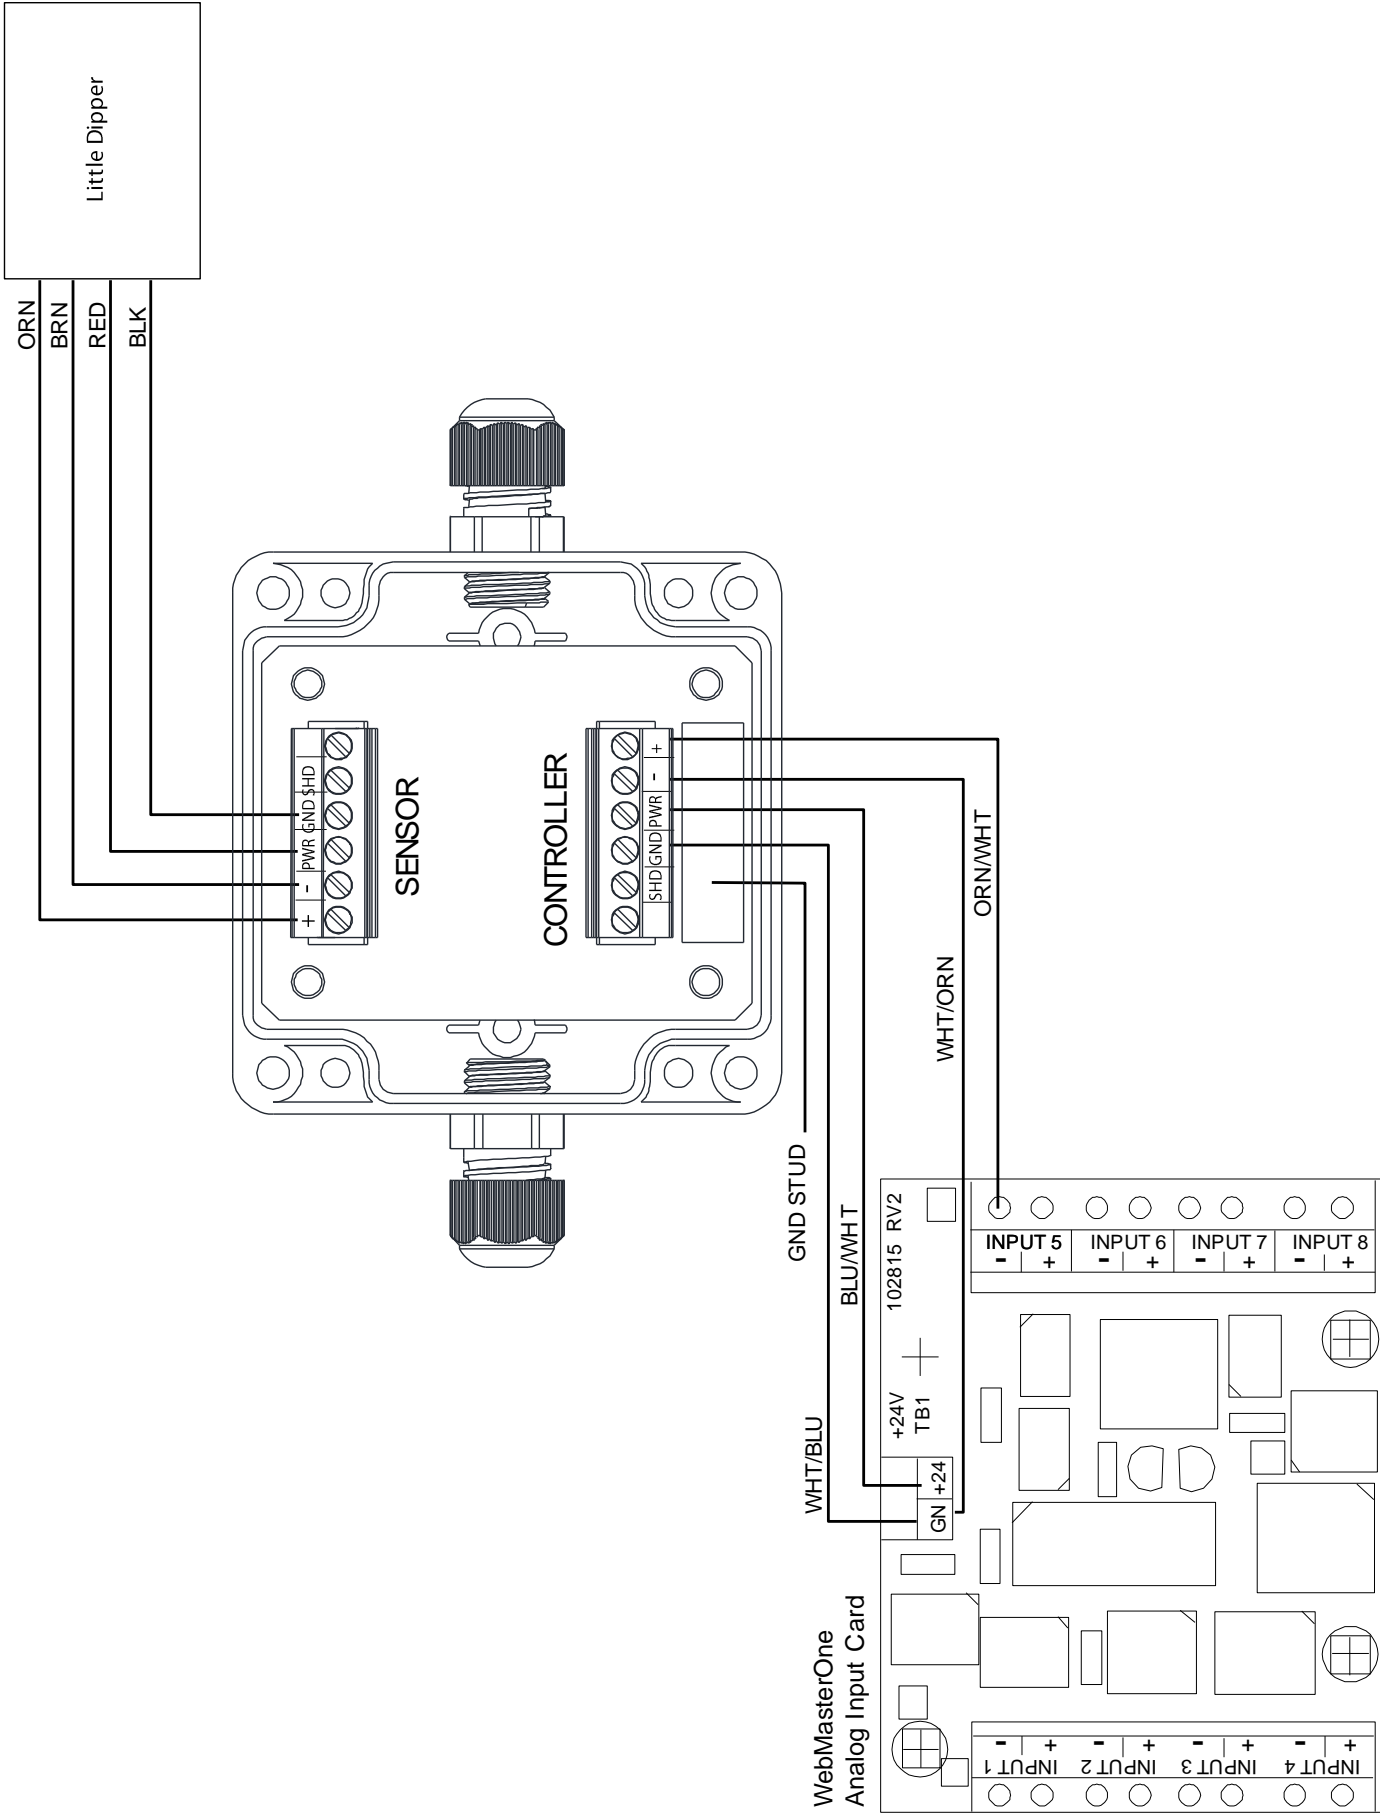 Little Dipper
ORN
BRN
RED
BLK
SHD
GND
PWR
-
+
SENSOR
CONTROLLER
+
-
PWR
GND
SHD
ORN/WHT
WHT/ORN
GND STUD
BLU/WHT
WHT/BLU
102815 RV2
+24V
TB1
+24
GN
INPUT 5
- +
INPUT 6
- +
INPUT 7
- +
INPUT 8
- +
WebMasterOne
Analog Input Card
- +
INPUT 1
- +
INPUT 2
- +
INPUT 3
- +
INPUT 4